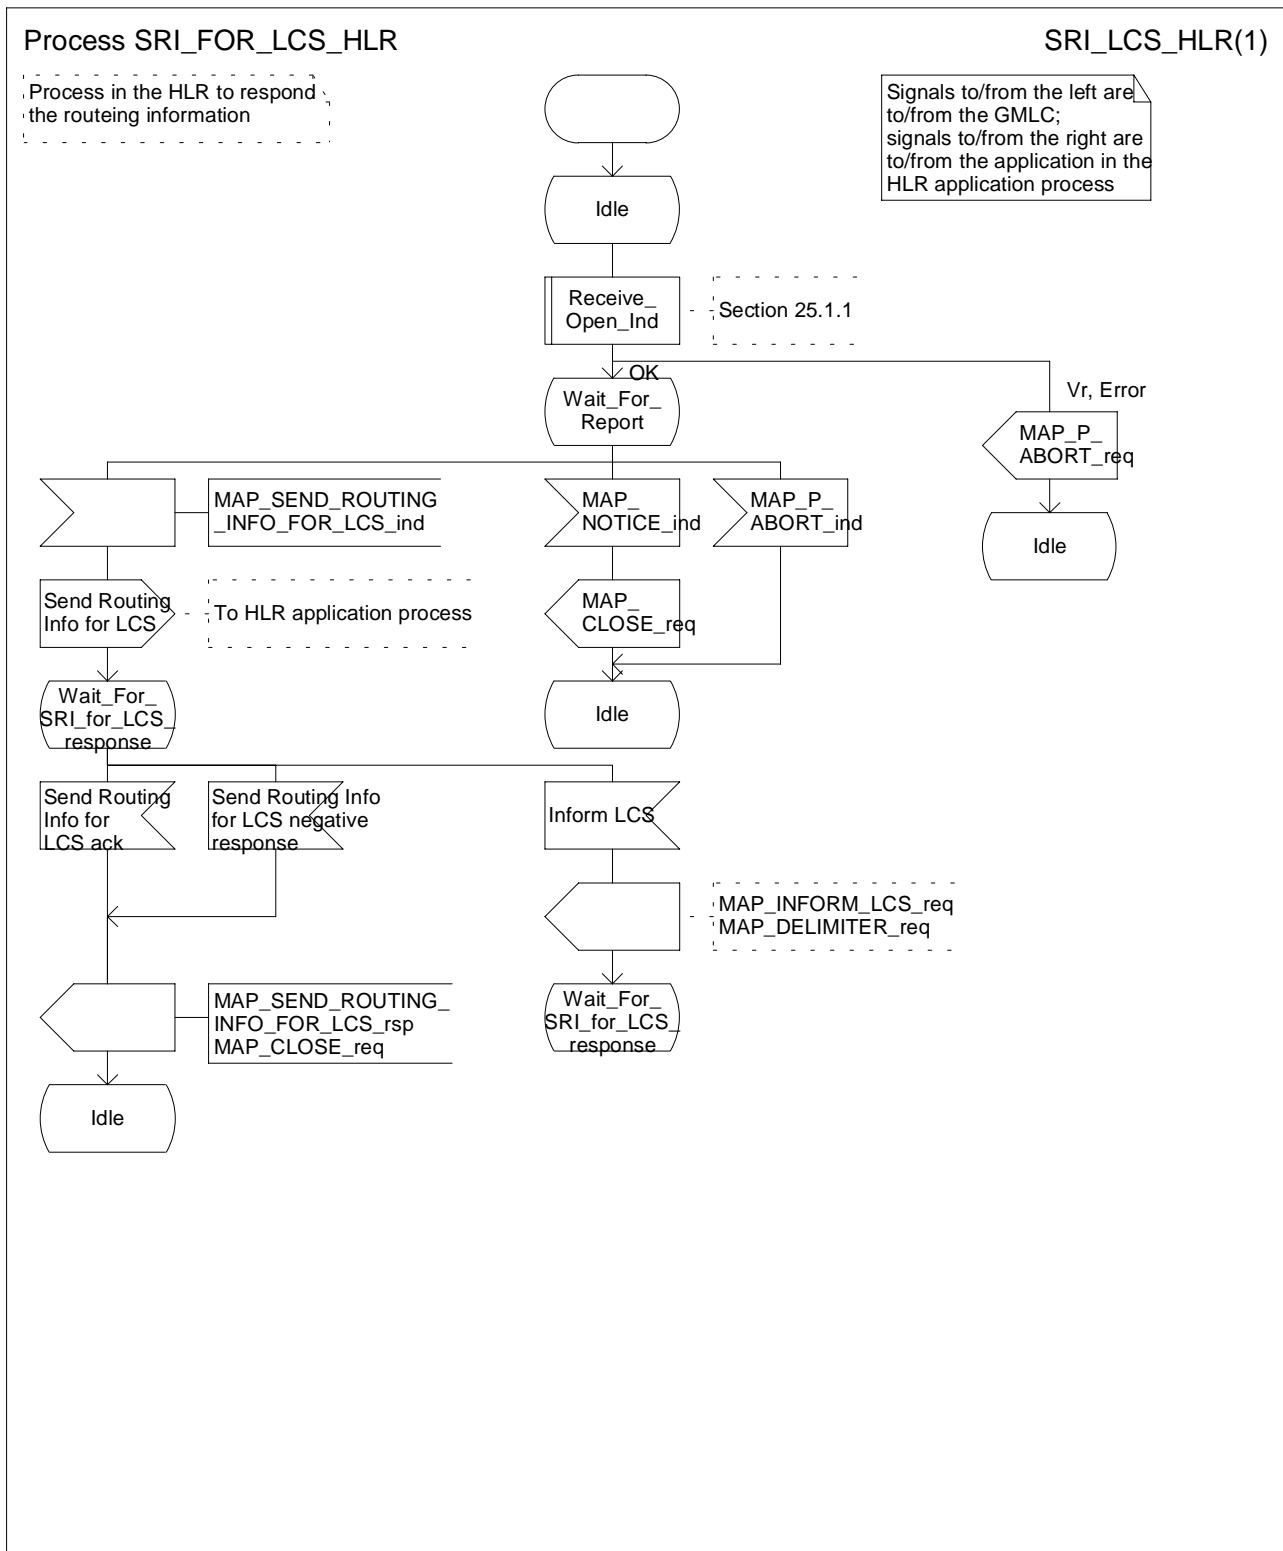 Process SRI_FOR_LCS_HLR
SRI_LCS_HLR(1)
Process in the HLR to respond
the routeing information
Signals to/from the left are
to/from the GMLC;
signals to/from the right are
to/from the application in the
HLR application process
Idle
Receive_
Open_Ind
Section 25.1.1
OK
Vr, Error
Wait_For_
Report
MAP_P_
ABORT_req
Idle
MAP_SEND_ROUTING
_INFO_FOR_LCS_ind
MAP_
NOTICE_ind
MAP_P_
ABORT_ind
Send Routing
Info for LCS
To HLR application process
MAP_
CLOSE_req
Wait_For_
SRI_for_LCS_
response
Idle
Send Routing
Info for
LCS ack
Send Routing Info
for LCS negative
response
Inform LCS
MAP_INFORM_LCS_req
MAP_DELIMITER_req
MAP_SEND_ROUTING_
INFO_FOR_LCS_rsp
MAP_CLOSE_req
Wait_For_
SRI_for_LCS_
response
Idle